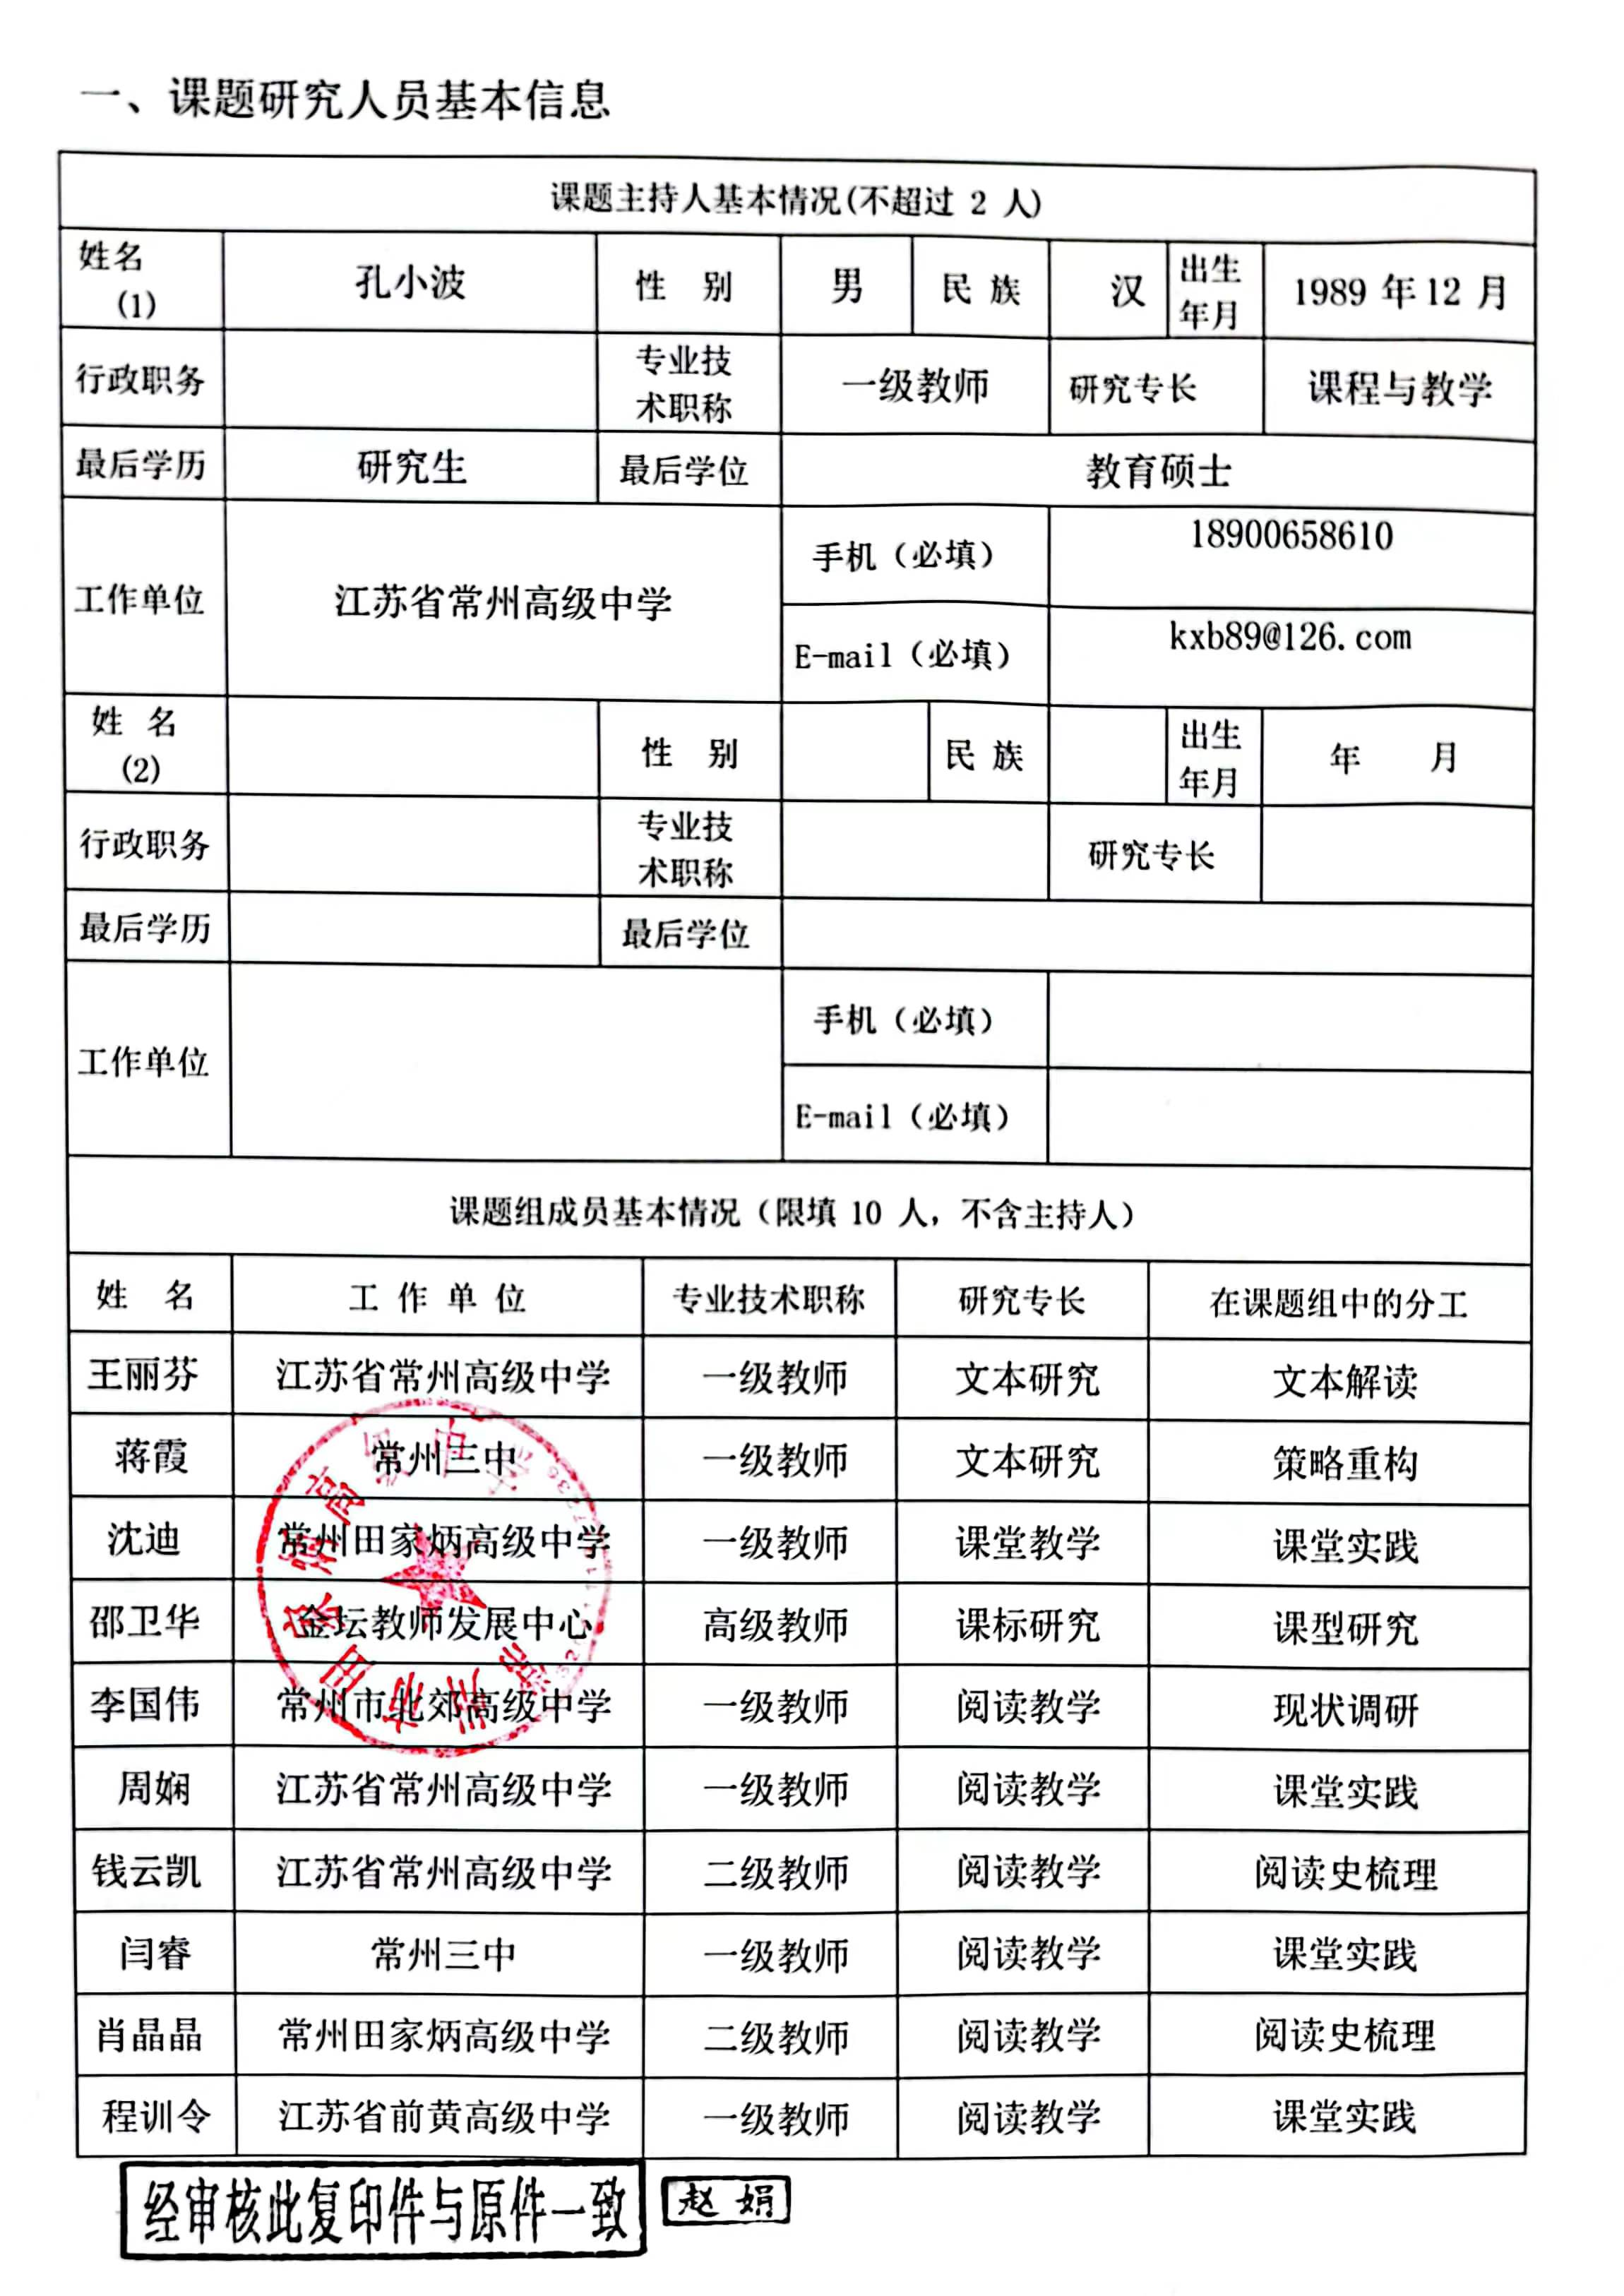 一、课题研究人员基本信息
课题主持人基本情况(不超过 2 人)
姓名(1) 孔小波 性 别 男 民 族 汉 出生年月 1989 年 12 月
行政职务 专业技术职称 一级教师 研究专长 课程与教学
最后学历 研究生 最后学位 教育硕士
工作单位 江苏省常州高级中学 手机（必填） 18900658610
E-mail（必填） kxb89@126.com
姓 名(2) 性 别 民 族 出生年月 年 月
行政职务 专业技术职称 研究专长
最后学历 最后学位
工作单位 手机（必填）
E-mail（必填）
课题组成员基本情况（限填 10 人，不含主持人）
姓 名 工 作 单 位 专业技术职称 研究专长 在课题组中的分工
王丽芬 江苏省常州高级中学 一级教师 文本研究 文本解读
蒋霞 常州三中 一级教师 文本研究 策略重构
沈迪 常州田家炳高级中学 一级教师 课堂教学 课堂实践
邵卫华 金坛教师发展中心 高级教师 课标研究 课型研究
李国伟 常州市北郊高级中学 一级教师 阅读教学 现状调研
周娴 江苏省常州高级中学 一级教师 阅读教学 课堂实践
钱云凯 江苏省常州高级中学 二级教师 阅读教学 阅读史梳理
闫睿 常州三中 一级教师 阅读教学 课堂实践
肖晶晶 常州田家炳高级中学 二级教师 阅读教学 阅读史梳理
程训令 江苏省前黄高级中学 一级教师 阅读教学 课堂实践
常州市田家炳高级中学
经审核此复印件与原件一致 赵娟